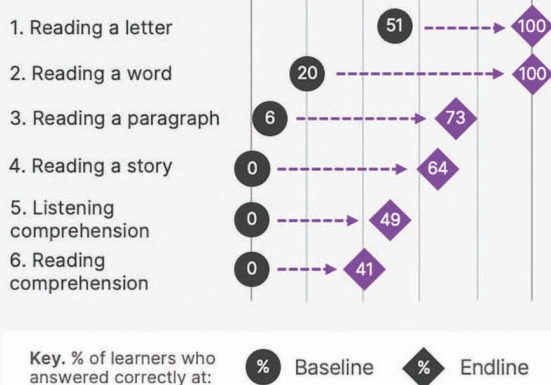 1. Reading a letter 51 100
2. Reading a word 20 100
3. Reading a paragraph 6 73
4. Reading a story 0 64
5. Listening
comprehension 0 49
6. Reading
comprehension 0 41
Key. % of learners who
answered correctly at: % Baseline % Endline